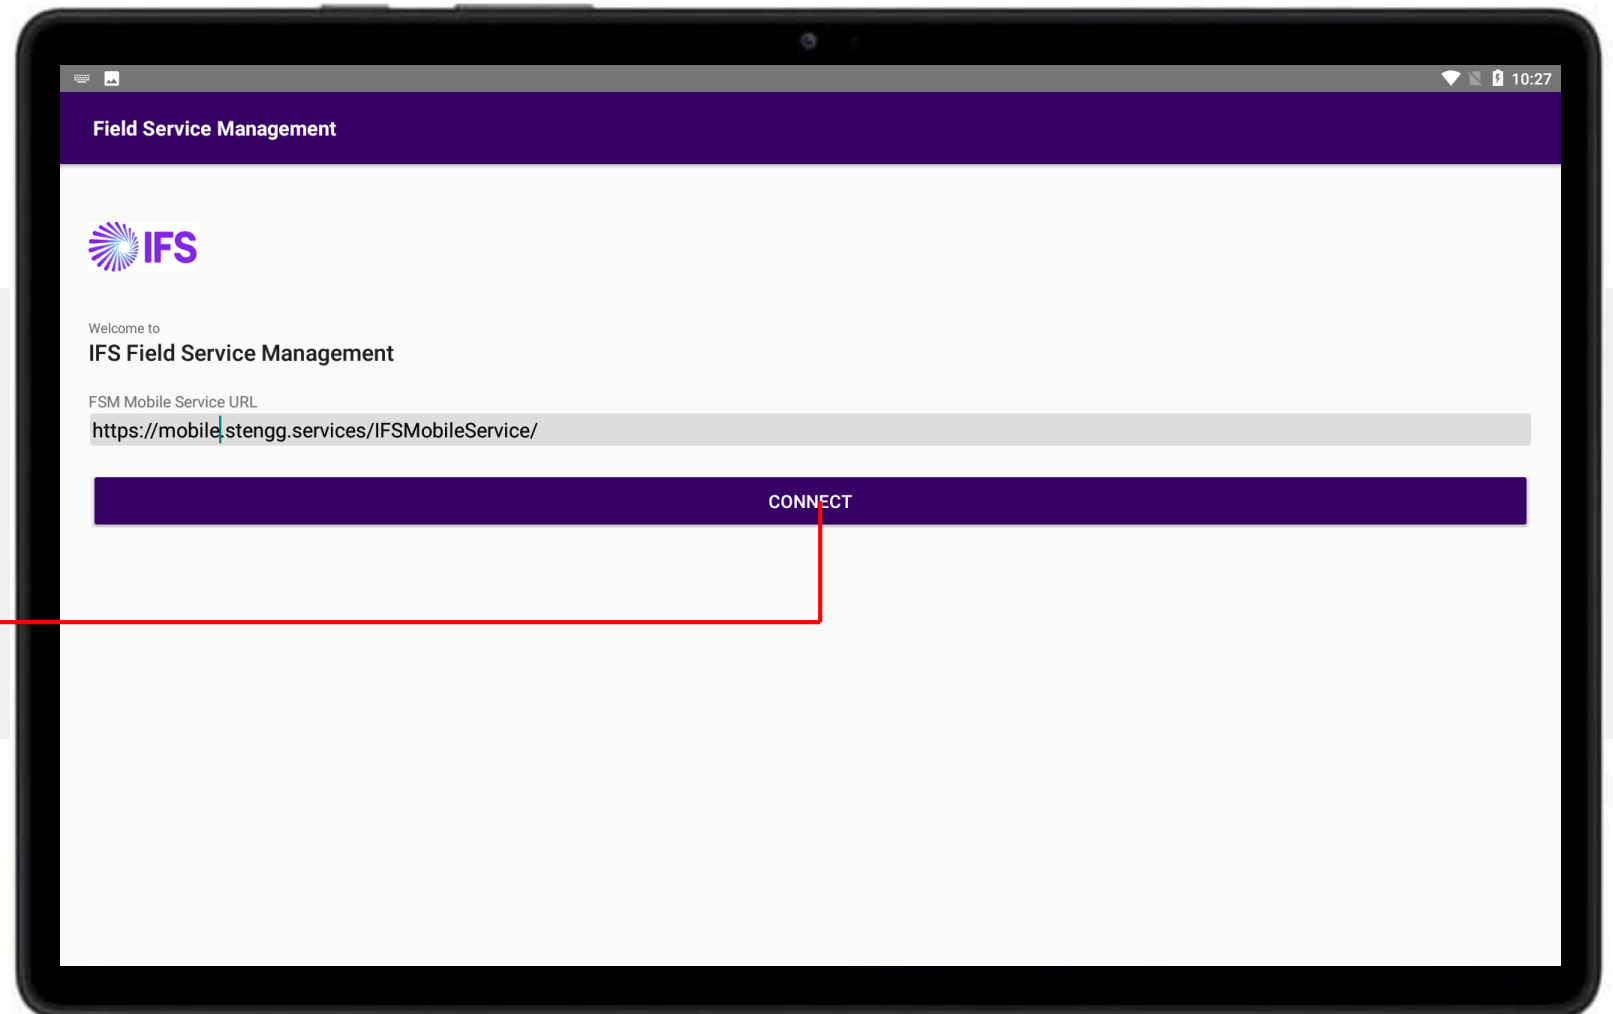 10:27
Field Service Management
IFS
Welcome to
IFS Field Service Management
FSM Mobile Service URL
https://mobile.stengg.services/IFSMobileService/
CONNECT